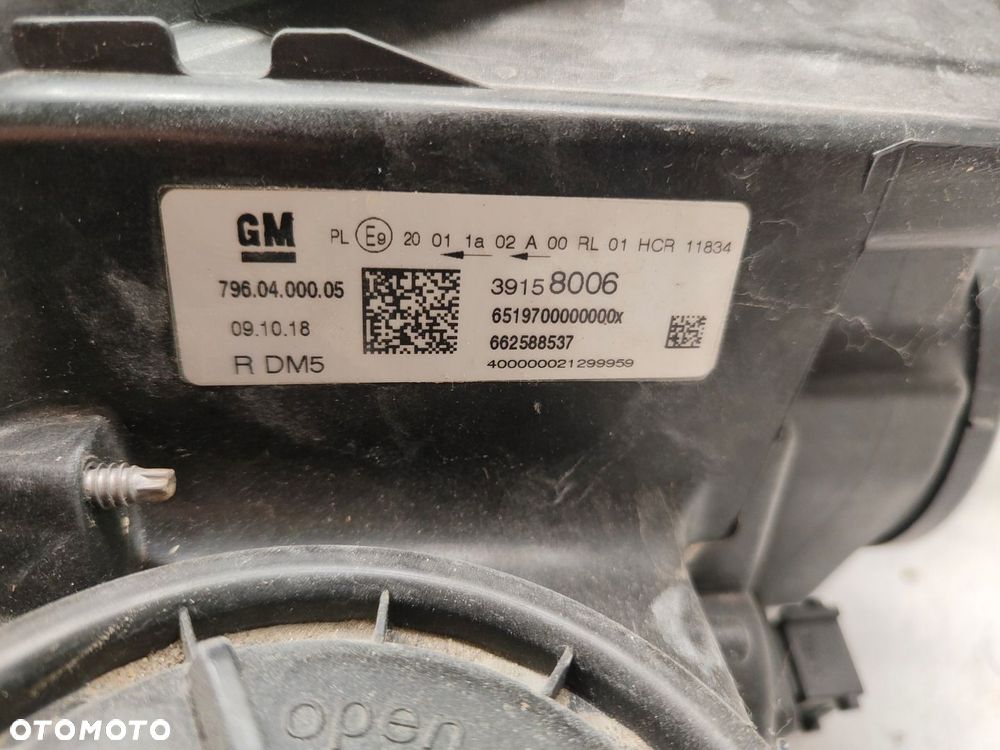 GM
PL E9 20 01 1a 02 A 00 RL 01 HCR 11834
796.04.000.05
39158006
6519700000000x
09.10.18
662588537
R DM5
400000021299959
open
OTOMOTO